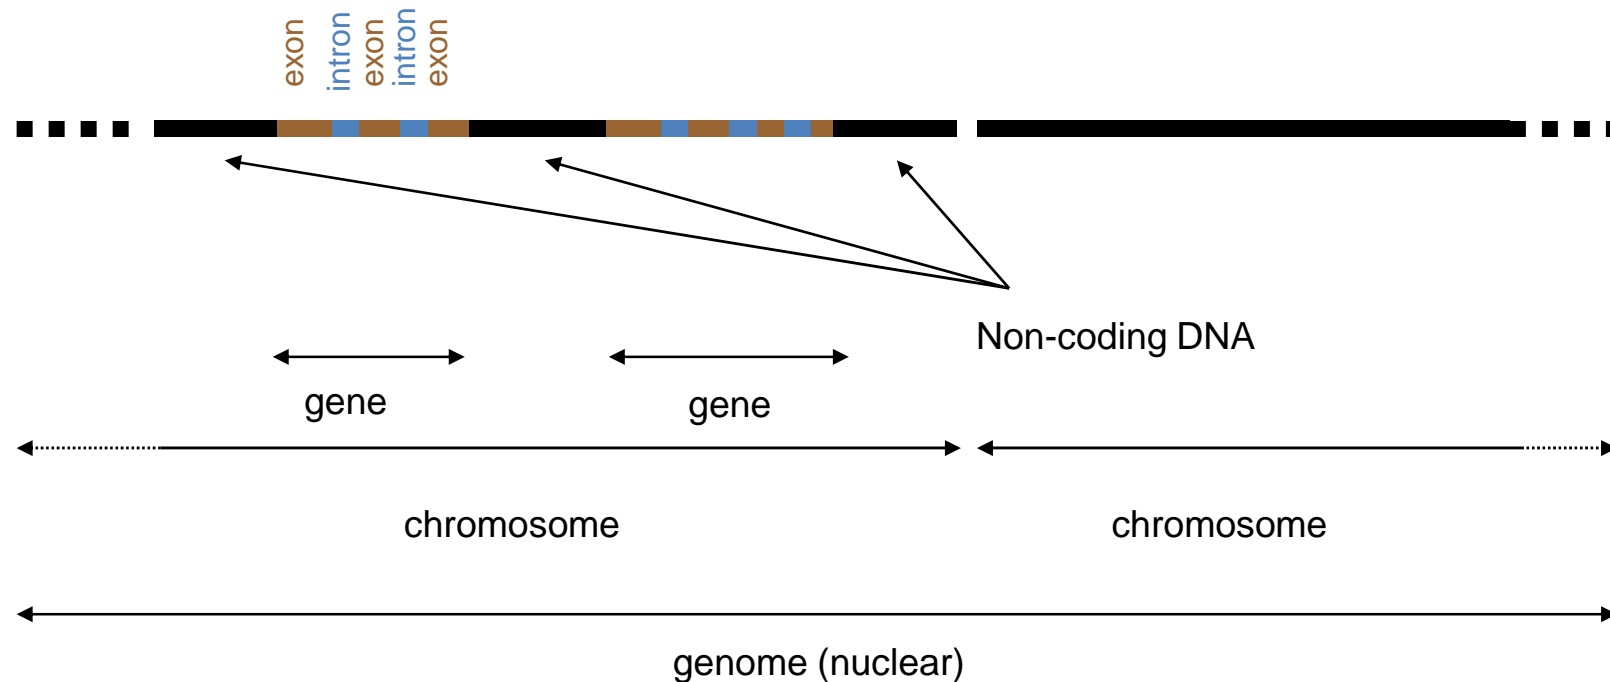 exon
intron
exon
intron
exon
Non-coding DNA
gene
gene
chromosome
chromosome
genome (nuclear)